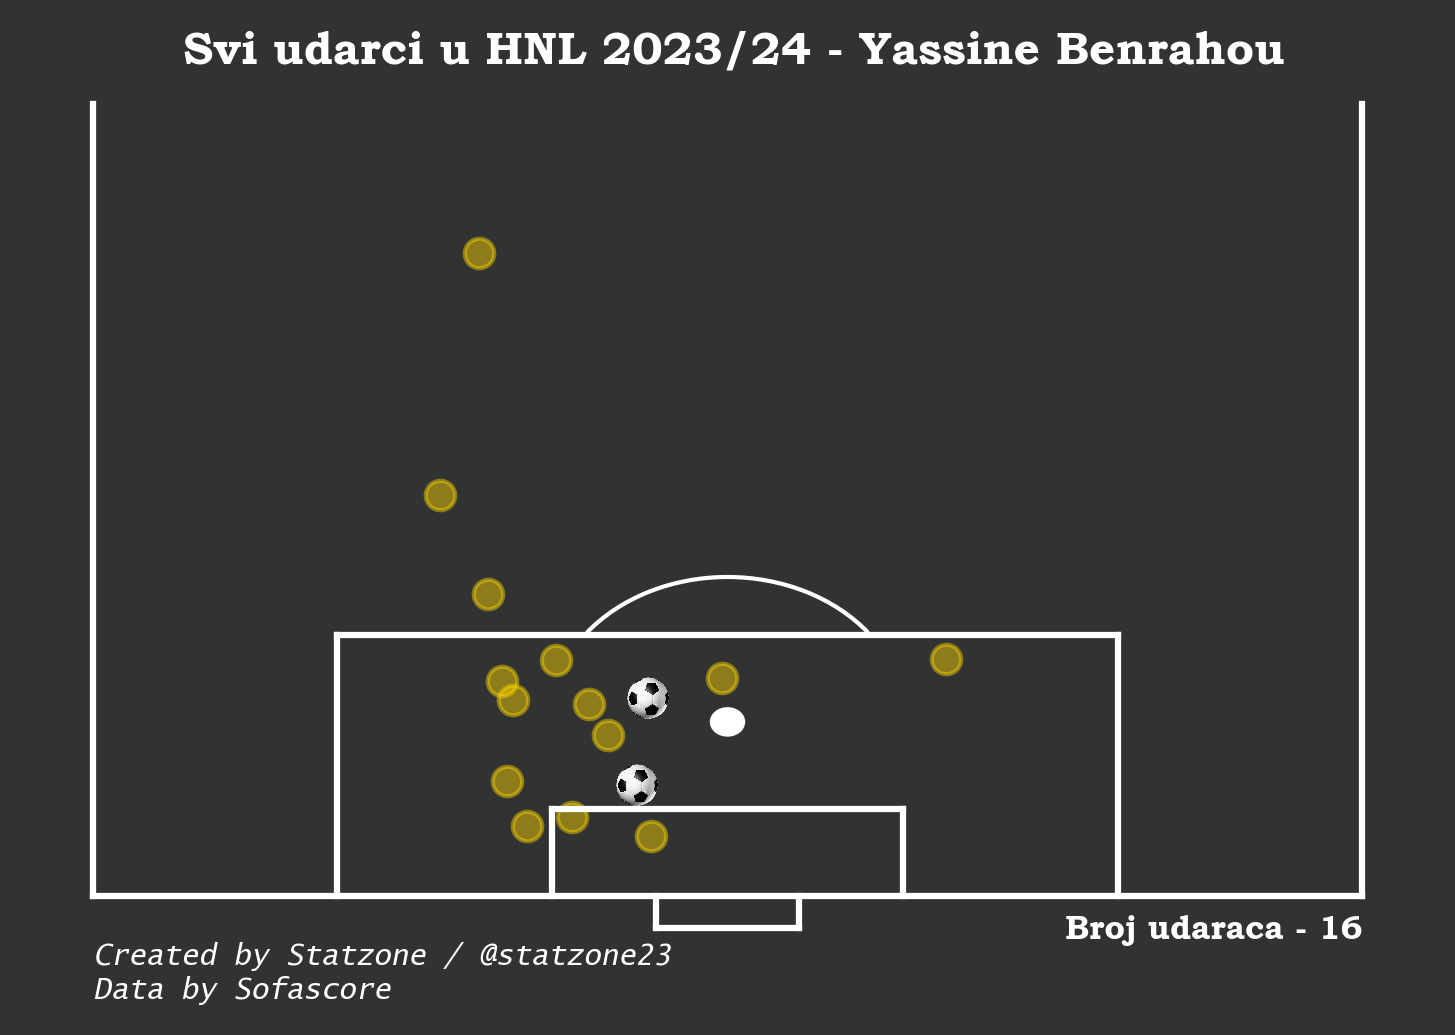 Svi udarci u HNL 2023/24 - Yassine Benrahou
Broj udaraca - 16
Created by Statzone / @statzone23
Data by Sofascore